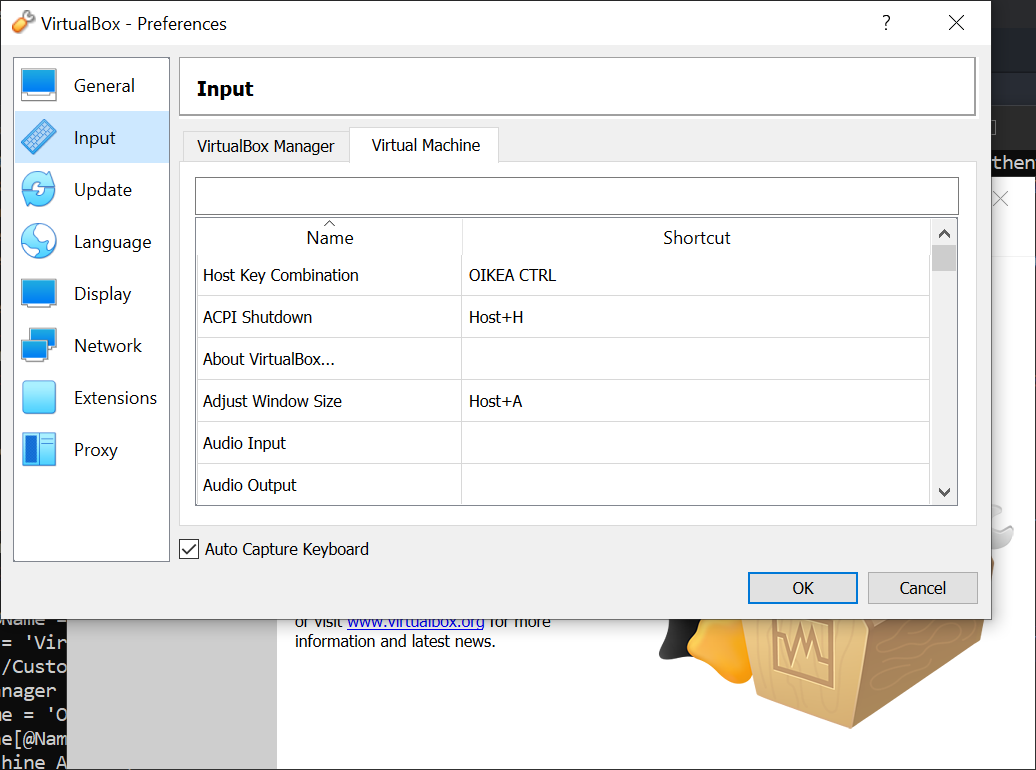 VirtualBox - Preferences
?
General
Input
Update
Language
Display
Network
Extensions
Proxy
Input
VirtualBox Manager
Virtual Machine
Name
Shortcut
Host Key Combination
OIKEA CTRL
ACPI Shutdown
Host+H
About VirtualBox...
Adjust Window Size
Host+A
Audio Input
Audio Output
Auto Capture Keyboard
OK
Cancel
then
= 'Vir
/Custo
nager
e = 'O
e[@Nam
hine A
or visit www.virtualbox.org for more
information and latest news.